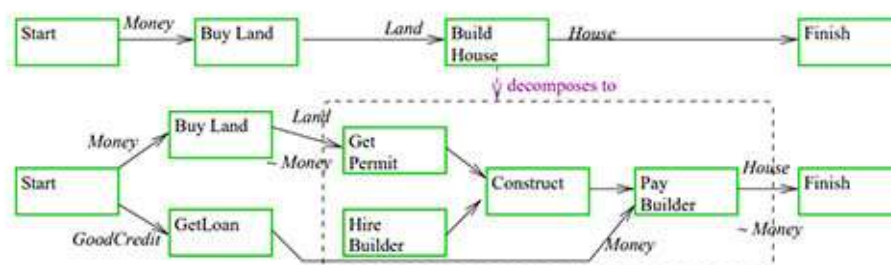 Money
Land
House
Start
Buy Land
Build
House
Finish
decomposes to
Buy Land
Land
Money
~ Money
Get
Permit
House
Start
Construct
Pay
Builder
Finish
GoodCredit
GetLoan
Hire
Builder
Money
~ Money